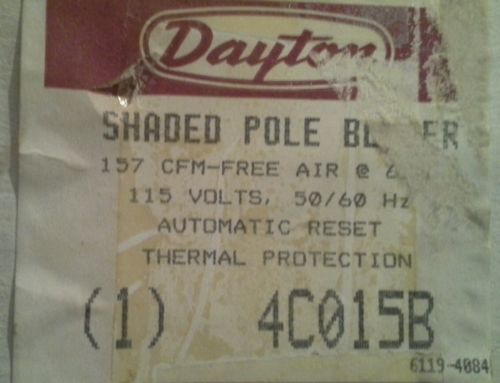 Dayton
SHADED POLE
157 CFM-FREE AIR @
115 VOLTS, 50/60 Hz
AUTOMATIC RESET
THERMAL PROTECTION
(1) 4C015B
6119-4084